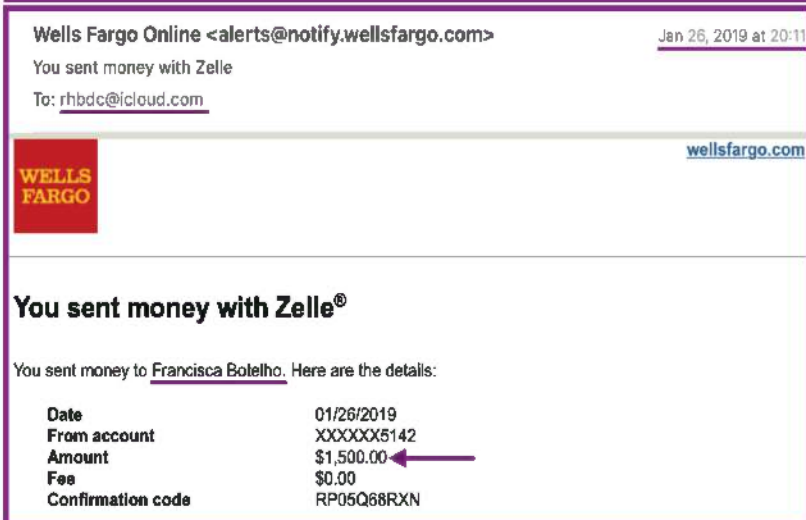 Wells Fargo Online <alerts@notify.wellsfargo.com> Jan 26, 2019 at 20:11
You sent money with Zelle
To: rhbdc@icloud.com
WELLS
FARGO
wellsfargo.com
You sent money with Zelle®
You sent money to Francisca Botelho. Here are the details:
Date 01/26/2019
From account XXXXXX5142
Amount $1,500.00
Fee $0.00
Confirmation code RP05Q68RXN